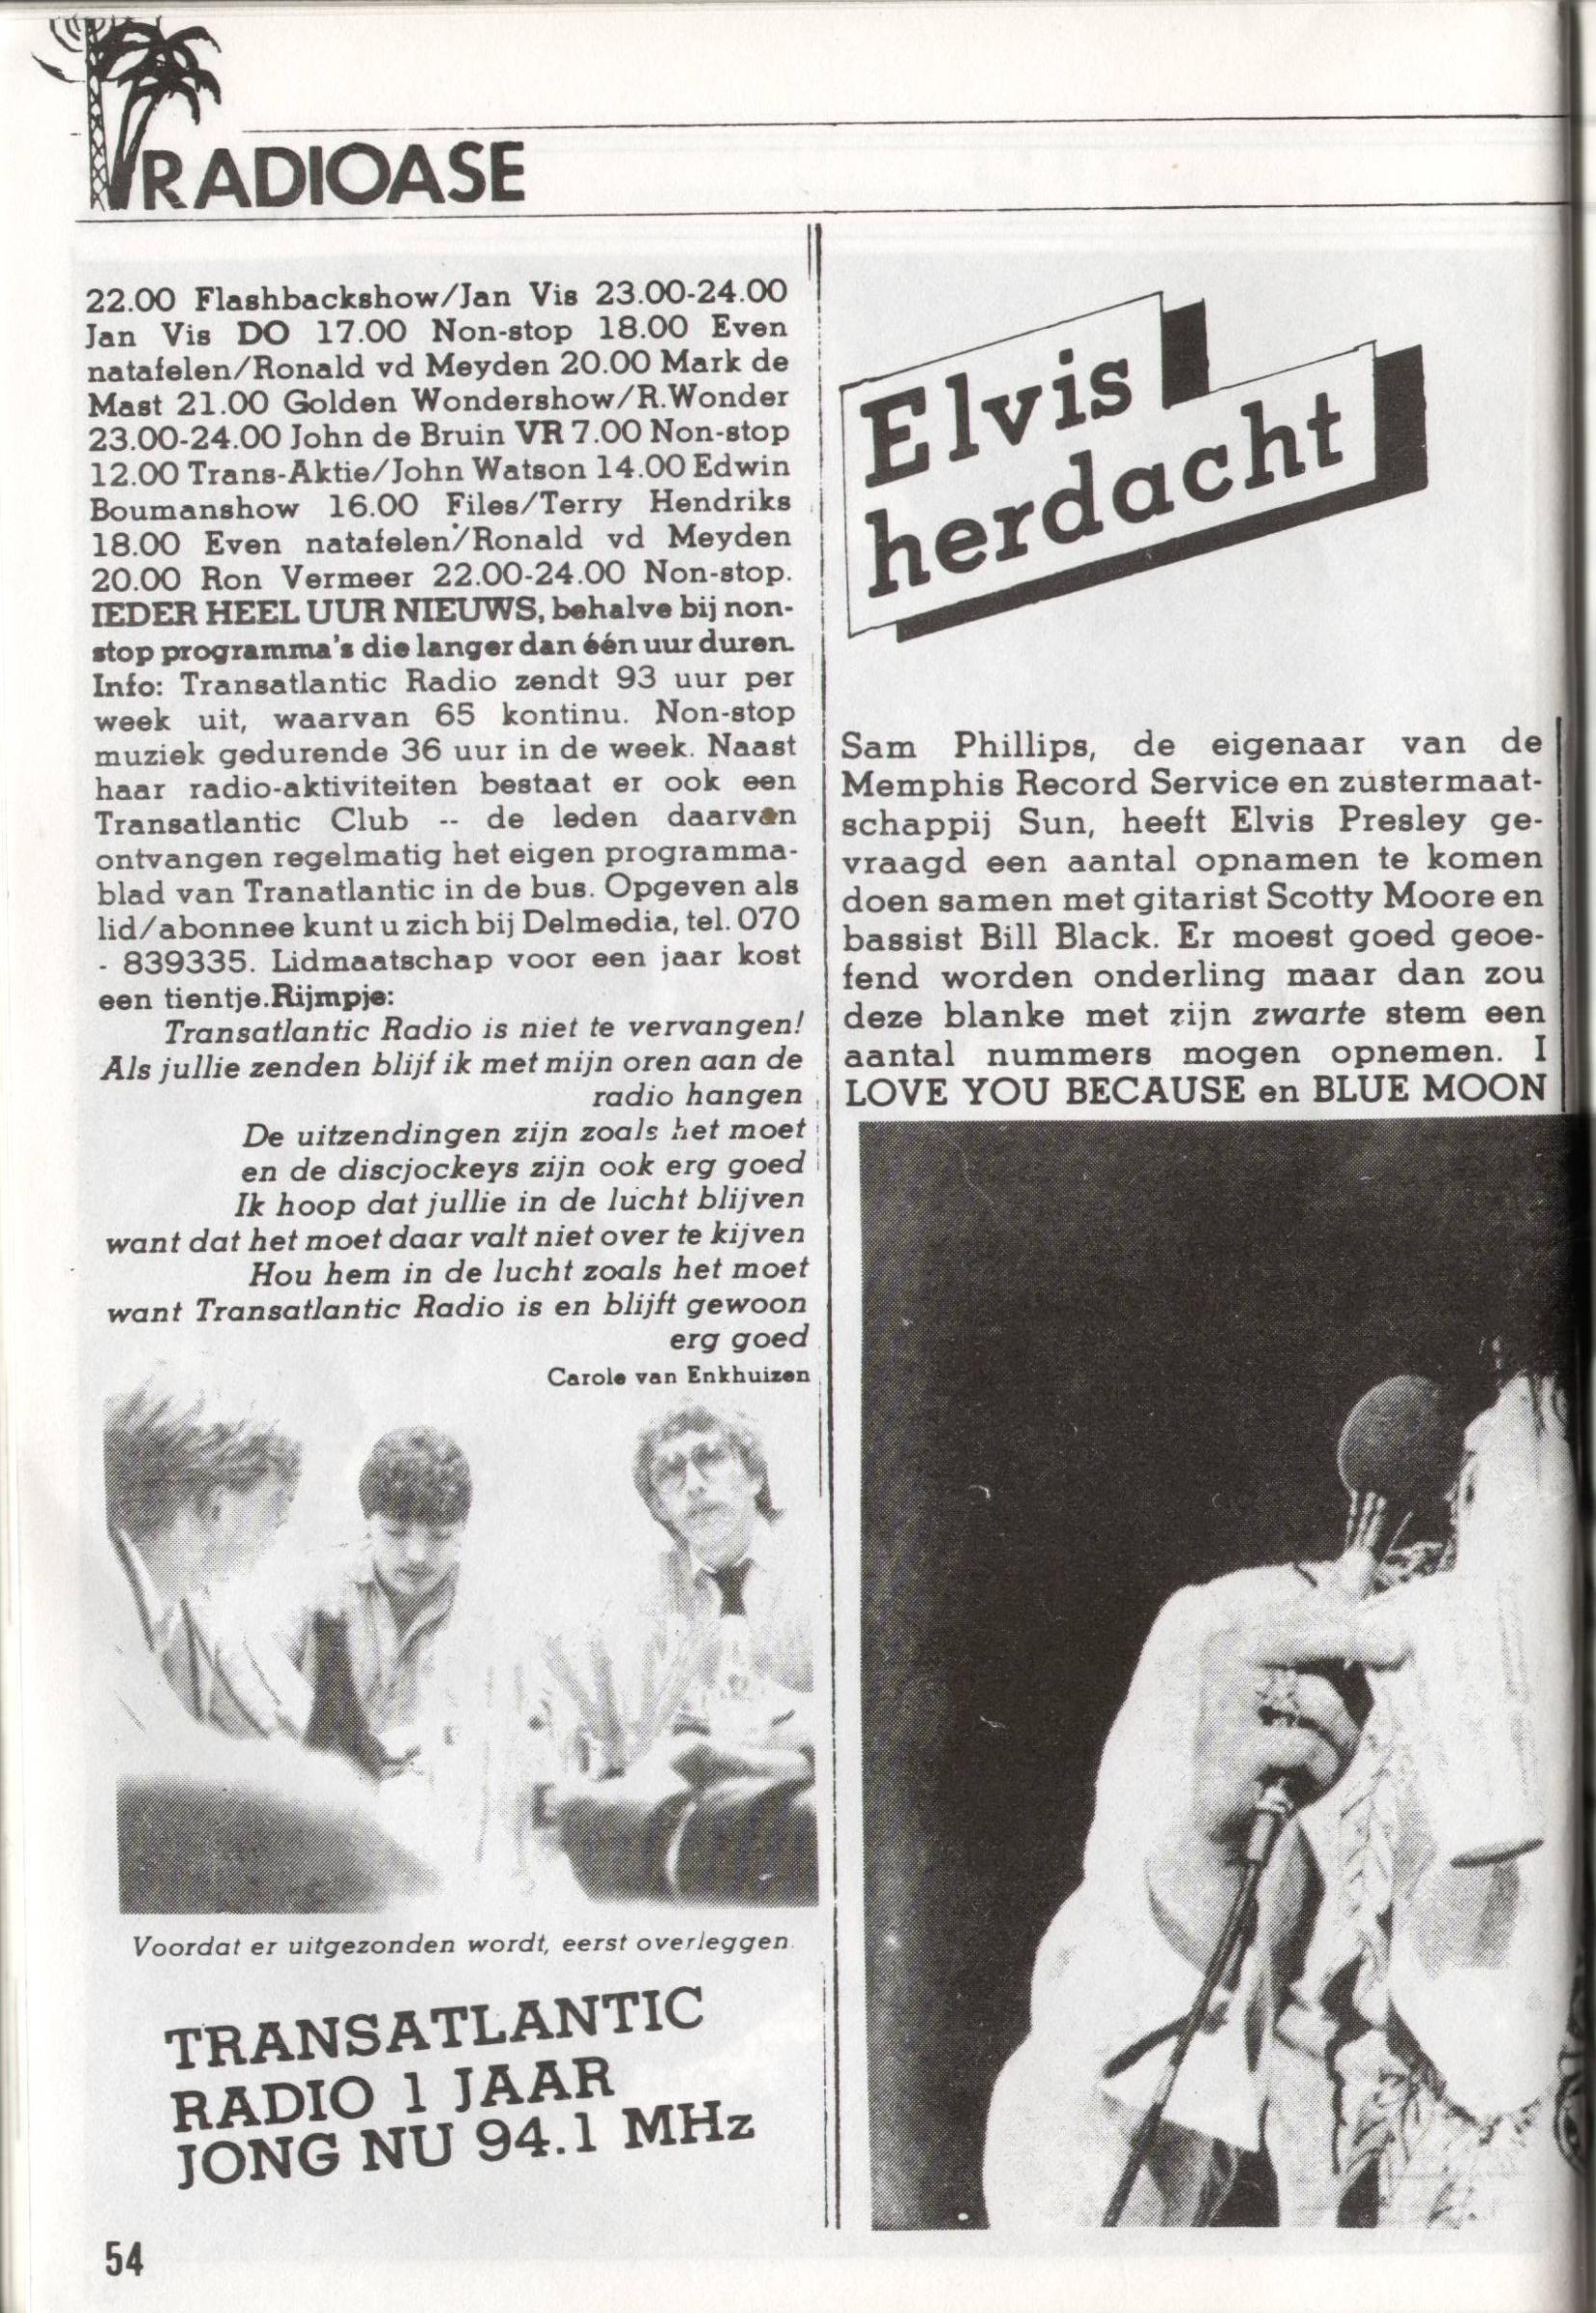 RADIOASE
22.00 Flashbackshow/Jan Vis 23.00-24.00
Jan Vis DO 17.00 Non-stop 18.00 Even
natafelen/Ronald vd Meyden 20.00 Mark de
Mast 21.00 Golden Wondershow/R.Wonder
23.00-24.00 John de Bruin VR 7.00 Non-stop
12.00 Trans-Aktie/John Watson 14.00 Edwin
Boumanshow 16.00 Files/Terry Hendriks
18.00 Even natafelen/Ronald vd Meyden
20.00 Ron Vermeer 22.00-24.00 Non-stop.
IEDER HEEL UUR NIEUWS, behalve bij non-
stop programma's die langer dan één uur duren.
Info: Transatlantic Radio zendt 93 uur per
week uit, waarvan 65 kontinu. Non-stop
muziek gedurende 36 uur in de week. Naast
haar radio-aktiviteiten bestaat er ook een
Transatlantic Club -- de leden daarvan
ontvangen regelmatig het eigen programma-
blad van Tranatlantic in de bus. Opgeven als
lid/abonnee kunt u zich bij Delmedia, tel. 070
- 839335. Lidmaatschap voor een jaar kost
een tientje.Rijmpje:
Transatlantic Radio is niet te vervangen!
Als jullie zenden blijf ik met mijn oren aan de
radio hangen
De uitzendingen zijn zoals het moet
en de discjockeys zijn ook erg goed
Ik hoop dat jullie in de lucht blijven
want dat het moet daar valt niet over te kijven
Hou hem in de lucht zoals het moet
want Transatlantic Radio is en blijft gewoon
erg goed
Carole van Enkhuizen
Voordat er uitgezonden wordt, eerst overleggen.
TRANSATLANTIC
RADIO 1 JAAR
JONG NU 94.1 MHz
54
Elvis
herdacht
Sam Phillips, de eigenaar van de
Memphis Record Service en zustermaat-
schappij Sun, heeft Elvis Presley ge-
vraagd een aantal opnamen te komen
doen samen met gitarist Scotty Moore en
bassist Bill Black. Er moest goed geoe-
fend worden onderling maar dan zou
deze blanke met zijn zwarte stem een
aantal nummers mogen opnemen. I
LOVE YOU BECAUSE en BLUE MOON